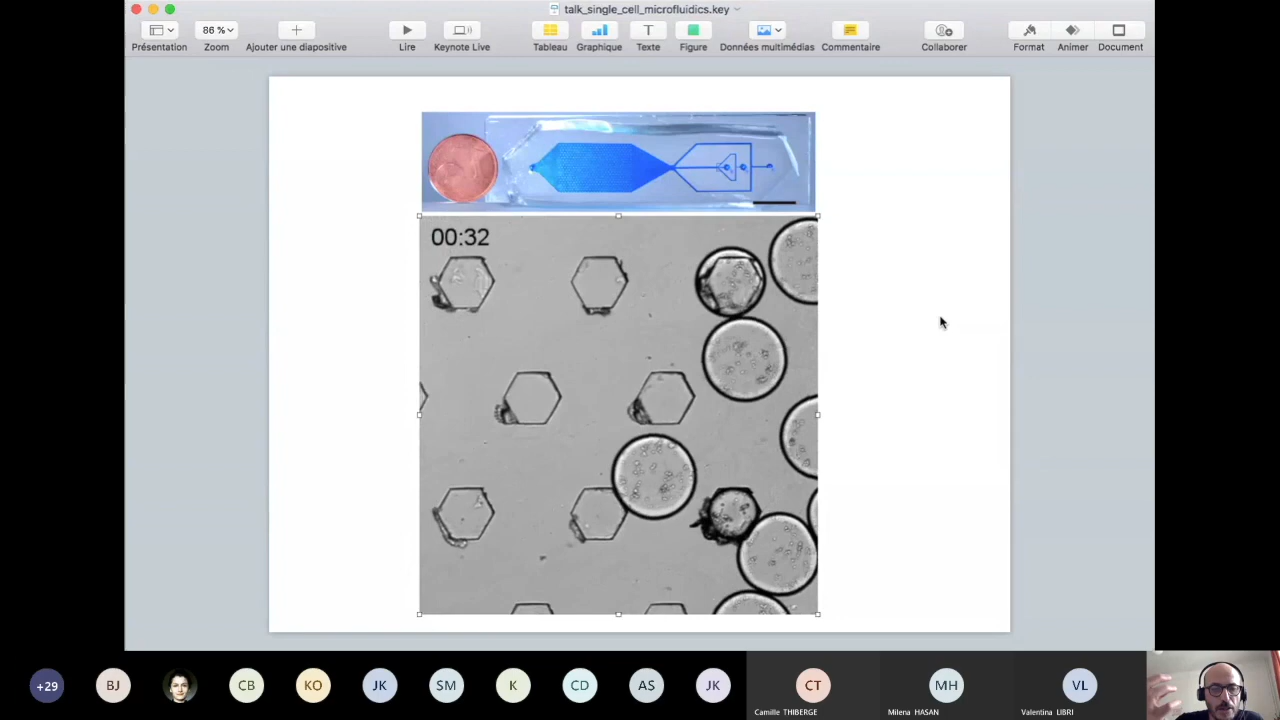 talk_single_cell_microfluidics.key
86 %
Présentation
Zoom
Ajouter une diapositive
Lire
Keynote Live
Tableau
Graphique
Texte
Figure
Données multimédias
Commentaire
Collaborer
Format
Animer
Document
00:32
+29
BJ
CB
KO
JK
SM
K
CD
AS
JK
CT
MH
VL
Camille THIBERGE
Milena HASAN
Valentina LIBRI